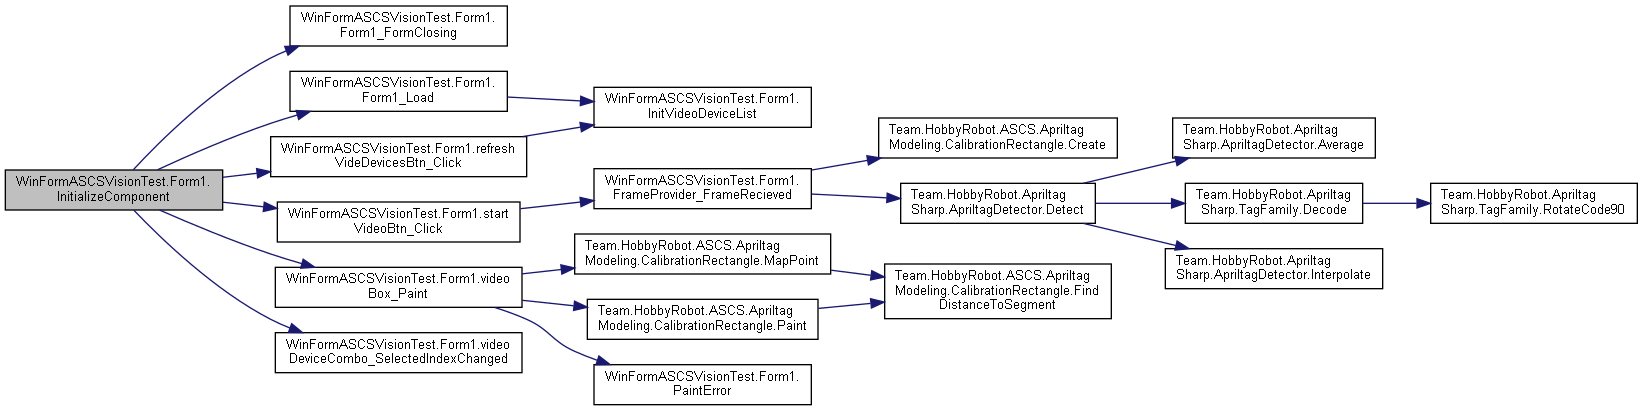 WinFormASCSVisionTest.Form1.
InitializeComponent
WinFormASCSVisionTest.Form1.
Form1_FormClosing
WinFormASCSVisionTest.Form1.
Form1_Load
WinFormASCSVisionTest.Form1.refresh
VideDevicesBtn_Click
WinFormASCSVisionTest.Form1.start
VideoBtn_Click
WinFormASCSVisionTest.Form1.video
Box_Paint
WinFormASCSVisionTest.Form1.video
DeviceCombo_SelectedIndexChanged
WinFormASCSVisionTest.Form1.
InitVideoDeviceList
WinFormASCSVisionTest.Form1.
FrameProvider_FrameRecieved
Team.HobbyRobot.ASCS.Apriltag
Modeling.CalibrationRectangle.MapPoint
Team.HobbyRobot.ASCS.Apriltag
Modeling.CalibrationRectangle.Paint
WinFormASCSVisionTest.Form1.
PaintError
Team.HobbyRobot.ASCS.Apriltag
Modeling.CalibrationRectangle.Create
Team.HobbyRobot.Apriltag
Sharp.ApriltagDetector.Detect
Team.HobbyRobot.ASCS.Apriltag
Modeling.CalibrationRectangle.Find
DistanceToSegment
Team.HobbyRobot.Apriltag
Sharp.ApriltagDetector.Average
Team.HobbyRobot.Apriltag
Sharp.TagFamily.Decode
Team.HobbyRobot.Apriltag
Sharp.ApriltagDetector.Interpolate
Team.HobbyRobot.Apriltag
Sharp.TagFamily.RotateCode90